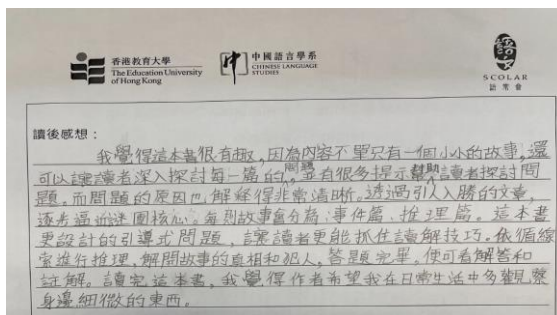 香港教育大學
The Education University
of Hong Kong
中國語言學系
CHINESE LANGUAGE
STUDIES
SCOLAR
語常會
讀後感想：
我覺得這本書很有趣，因為內容不單只有一個小小的故事，還
可以讓讀者深入探討每一篇的問題，並有很多提示幫助讀者探討問
題。而問題的原因也解釋得非常清晰。透過引人入勝的文章，
逐步逼近謎團核心。每則故事當分篇：事件篇、推理篇。這本書
更設計的引導式問題，讓讀者更能抓住讀解技巧。依循線
索進行推理，解開故事的真相和犯人，答題完畢，便可看解答和
註解。讀完這本書，我覺得作者希望我在日常生活中多觀察
身邊細微的東西。